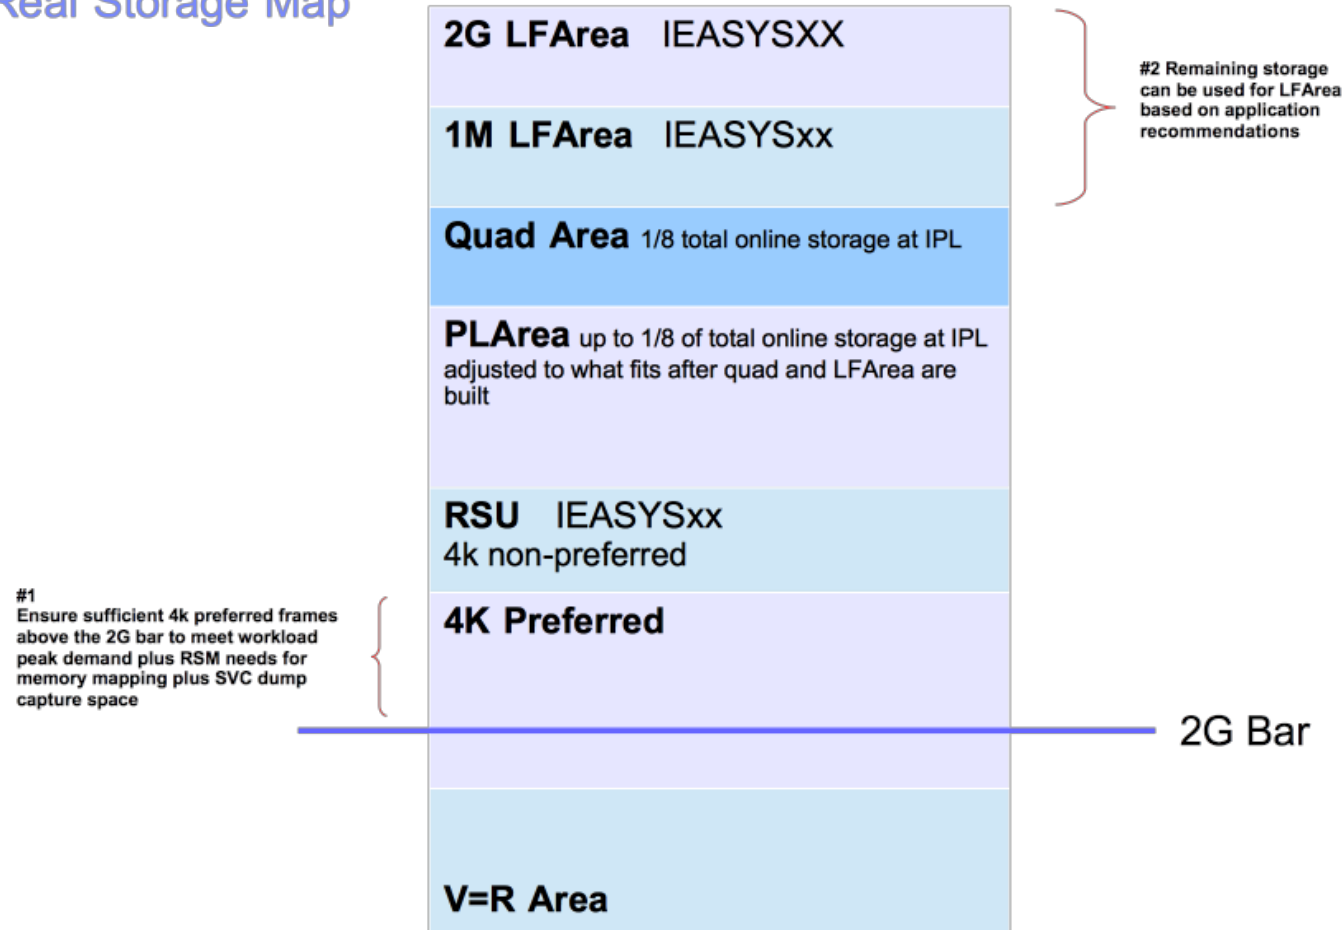 Real Storage Map
2G LFArea IEASYSXX
#2 Remaining storage
can be used for LFArea
based on application
recommendations
1M LFArea IEASYSxx
Quad Area 1/8 total online storage at IPL
PLArea up to 1/8 of total online storage at IPL
adjusted to what fits after quad and LFArea are
built
RSU IEASYSxx
4k non-preferred
#1
Ensure sufficient 4k preferred frames
above the 2G bar to meet workload
peak demand plus RSM needs for
memory mapping plus SVC dump
capture space
4K Preferred
2G Bar
V=R Area